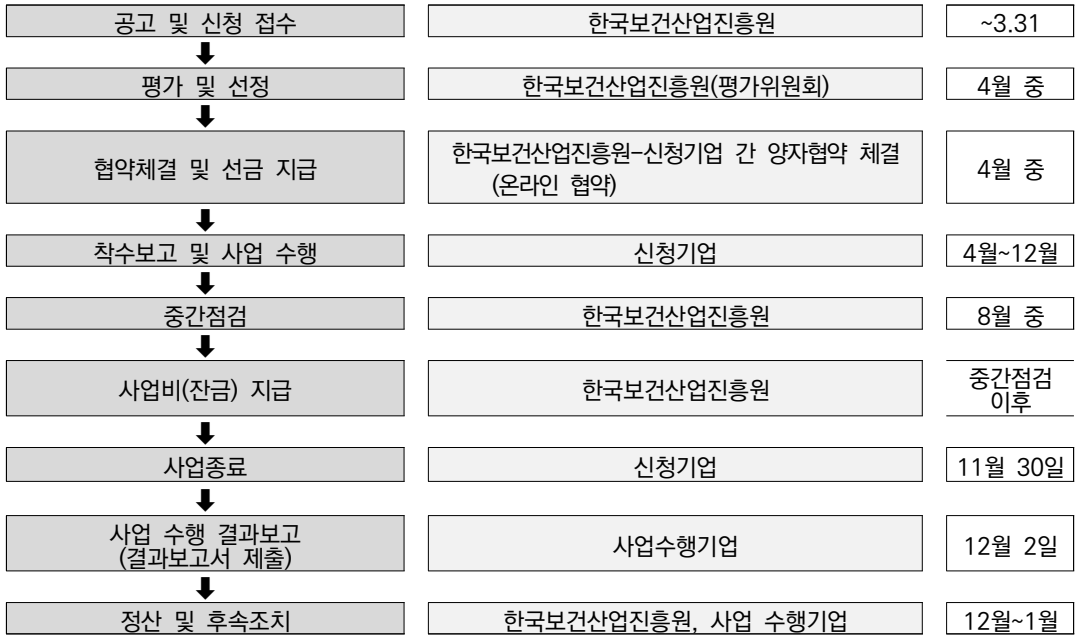 공고 및 신청 접수
한국보건산업진흥원
~3.31
평가 및 선정
한국보건산업진흥원(평가위원회)
4월 중
협약체결 및 선금 지급
한국보건산업진흥원-신청기업 간 양자협약 체결
(온라인 협약)
4월 중
착수보고 및 사업 수행
신청기업
4월~12월
중간점검
한국보건산업진흥원
8월 중
사업비(잔금) 지급
한국보건산업진흥원
중간점검
이후
사업종료
신청기업
11월 30일
사업 수행 결과보고
(결과보고서 제출)
사업수행기업
12월 2일
정산 및 후속조치
한국보건산업진흥원, 사업 수행기업
12월~1월